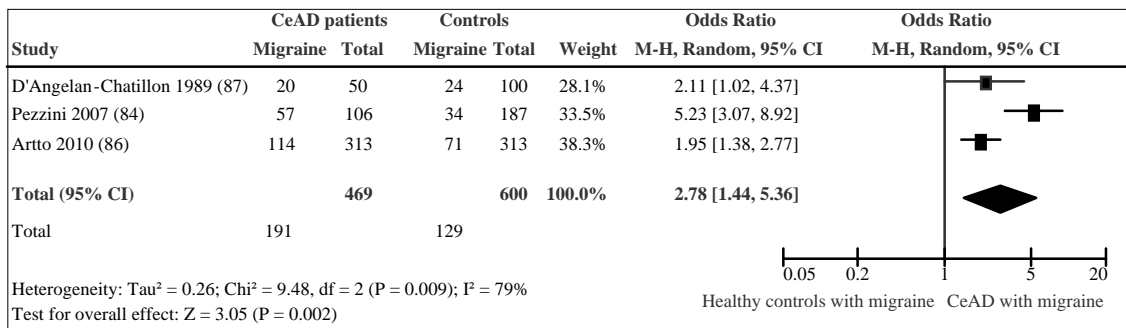 CeAD patients Controls Odds Ratio Odds Ratio
Study Migraine Total Migraine Total Weight M-H, Random, 95% CI M-H, Random, 95% CI
D'Angelan-Chatillon 1989 (87) 20 50 24 100 28.1% 2.11 [1.02, 4.37]
Pezzini 2007 (84) 57 106 34 187 33.5% 5.23 [3.07, 8.92]
Artto 2010 (86) 114 313 71 313 38.3% 1.95 [1.38, 2.77]
Total (95% CI) 469 600 100.0% 2.78 [1.44, 5.36]
Total 191 129
0.05 0.2 1 5 20
Heterogeneity: Tau² = 0.26; Chi² = 9.48, df = 2 (P = 0.009); I² = 79%
Healthy controls with migraine CeAD with migraine
Test for overall effect: Z = 3.05 (P = 0.002)